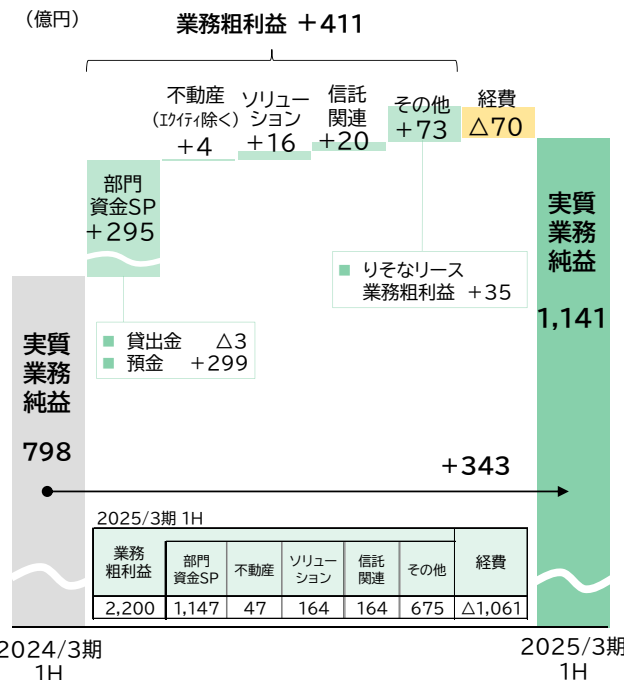 （億円）
業務粗利益 ＋411
不動産
(ｴｸｲﾃｨ除く)
＋4
ソリュー
ション
＋16
信託
関連
＋20
その他
＋73
経費
△70
部門
資金SP
＋295
実質
業務
純益
1,141
■ りそなリース
業務粗利益 ＋35
■ 貸出金 △3
■ 預金 ＋299
実質
業務
純益
798
＋343
2025/3期 1H
業務
粗利益
部門
資金SP
不動産
ソリュー
ション
信託
関連
その他
経費
2,200 1,147 47 164 164 675 △1,061
2024/3期
1H
2025/3期
1H